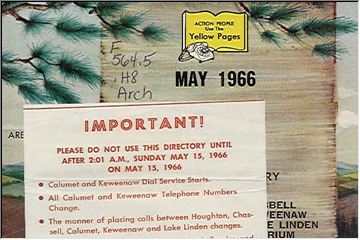 ACTION PEOPLE
Use The
Yellow Pages
F
564.5
.H8
Arch
MAY 1966
IMPORTANT!
ARE
PLEASE DO NOT USE THIS DIRECTORY UNTIL
AFTER 2:01 A.M., SUNDAY MAY 15, 1966
ON MAY 15, 1966
• Calumet and Keweenaw Dial Service Starts.
RY
• All Calumet and Keweenaw Telephone Numbers
Change.
• The manner of placing calls between Houghton, Chas-
BBELL
sell, Calumet, Keweenaw and Lake Linden changes.
WEENAW
E LINDEN
RIUM